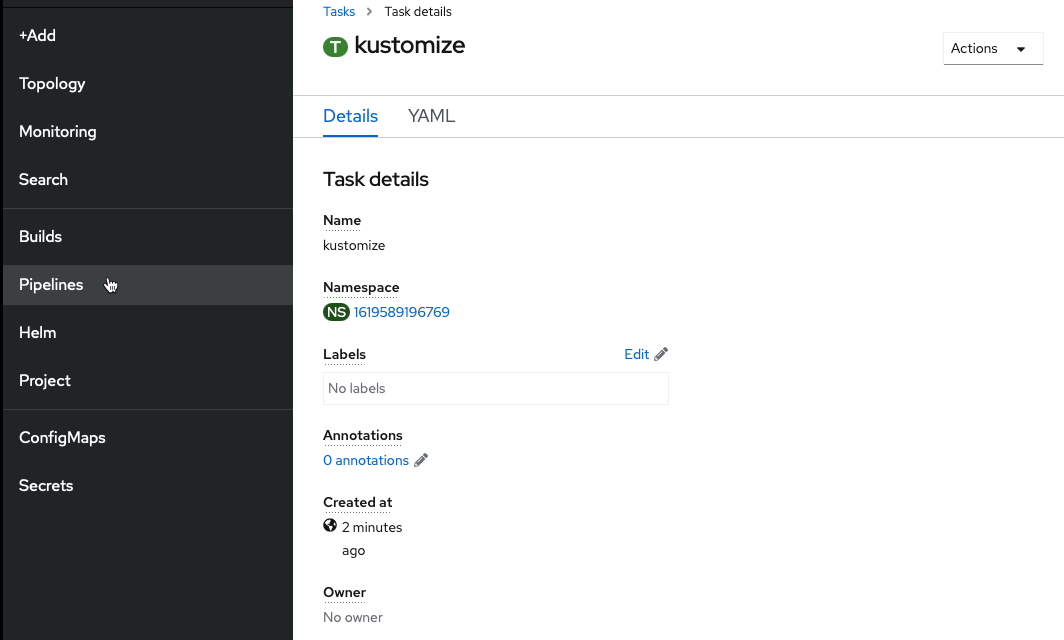 +Add
Topology
Monitoring
Search
Builds
Pipelines
Helm
Project
ConfigMaps
Secrets
Tasks > Task details
T kustomize
Actions
Details YAML
Task details
Name
kustomize
Namespace
NS 1619589196769
Labels Edit
No labels
Annotations
0 annotations
Created at
2 minutes
ago
Owner
No owner